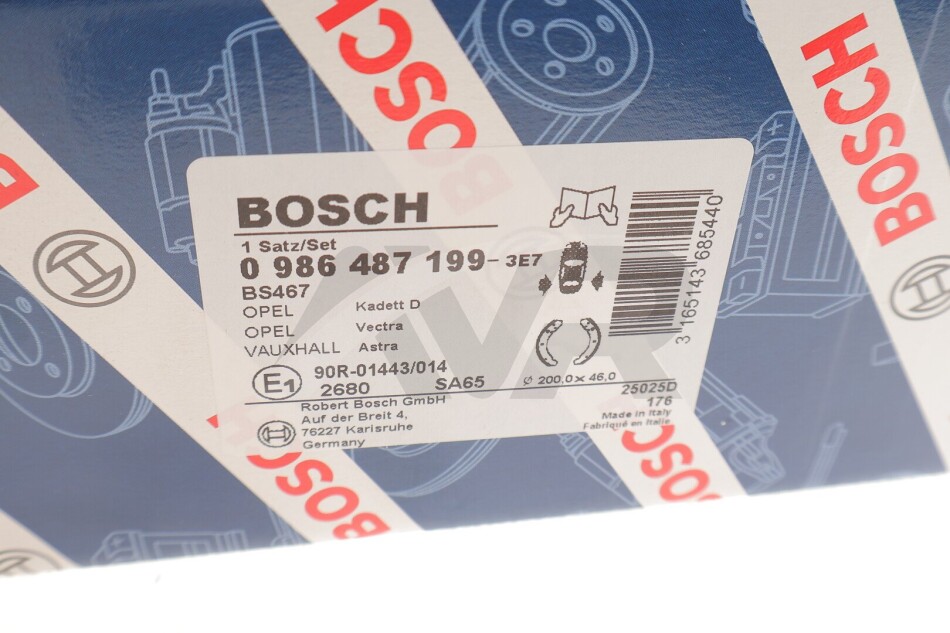 BOSCH
BOSCH
BOSCH
1 Satz/Set
0 986 487 199 - 3E7
BS467
OPEL Kadett D
OPEL Vectra
VAUXHALL Astra
E1 90R-01443/014
2680 SA65 Ø 200,0 x 46,0
25025D
176
Robert Bosch GmbH
Auf der Breit 4,
76227 Karlsruhe
Germany
Made in Italy
Fabriqué en Italie
3 165143 685440
VR
BOSCH
BOSCH